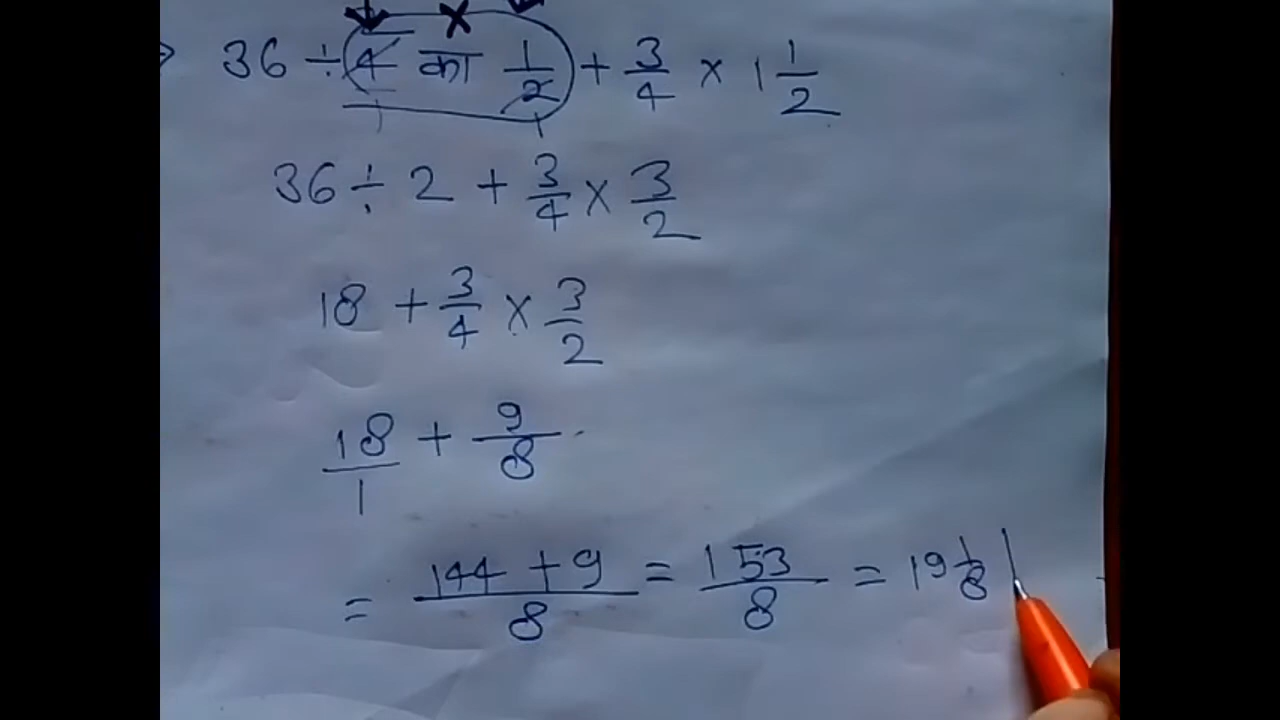 36 ÷ 4 का 1/2 + 3/4 × 1 1/2
36 ÷ 2 + 3/4 × 3/2
18 + 3/4 × 3/2
18/1 + 9/8
= 144 + 9/8 = 153/8 = 19 1/8